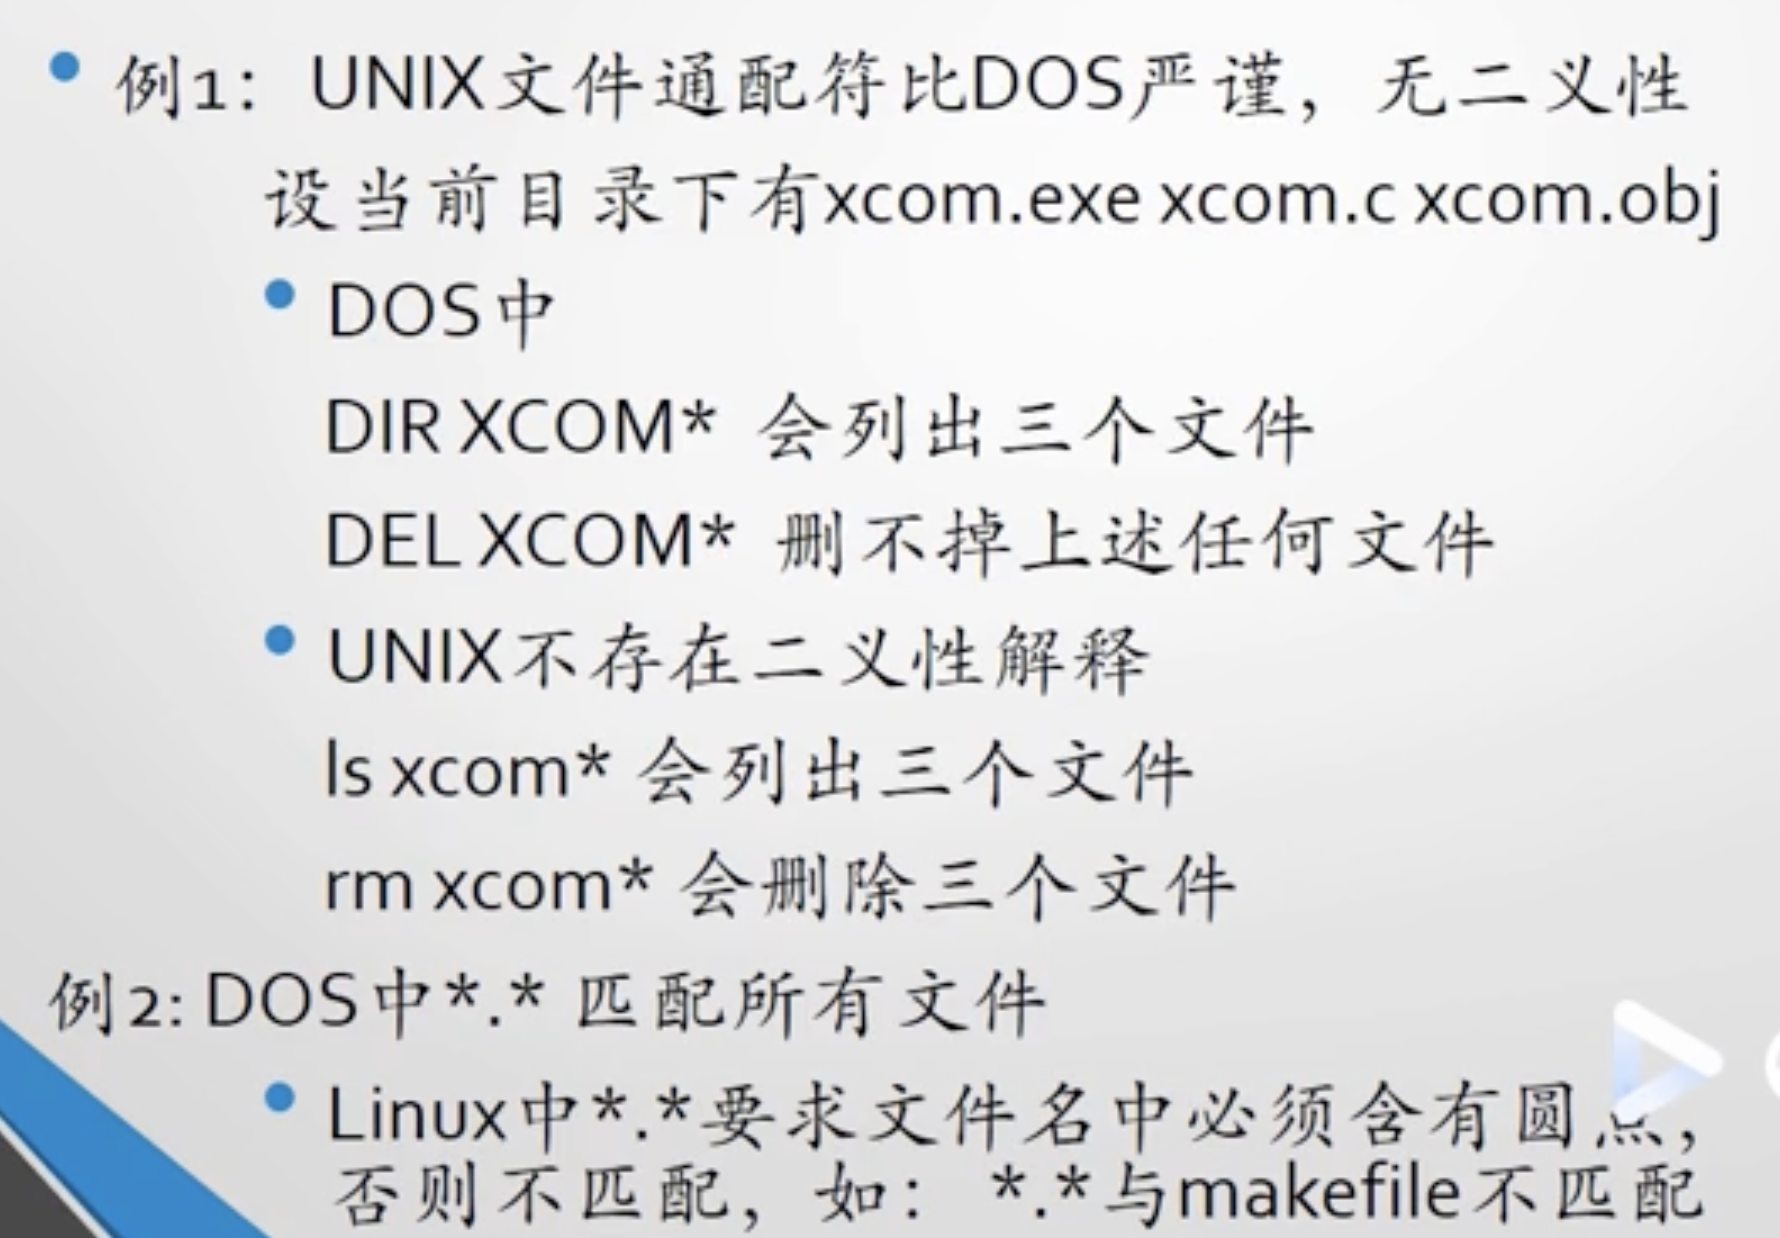 例1： UNIX文件通配符比DOS严谨，无二义性
设当前目录下有xcom.exe xcom.c xcom.obj
DOS中
DIR XCOM* 会列出三个文件
DEL XCOM* 删不掉上述任何文件
UNIX不存在二义性解释
ls xcom* 会列出三个文件
rm xcom* 会删除三个文件
例2: DOS中*.* 匹配所有文件
Linux中*.*要求文件名中必须含有圆点，
否则不匹配，如： *.*与makefile不匹配